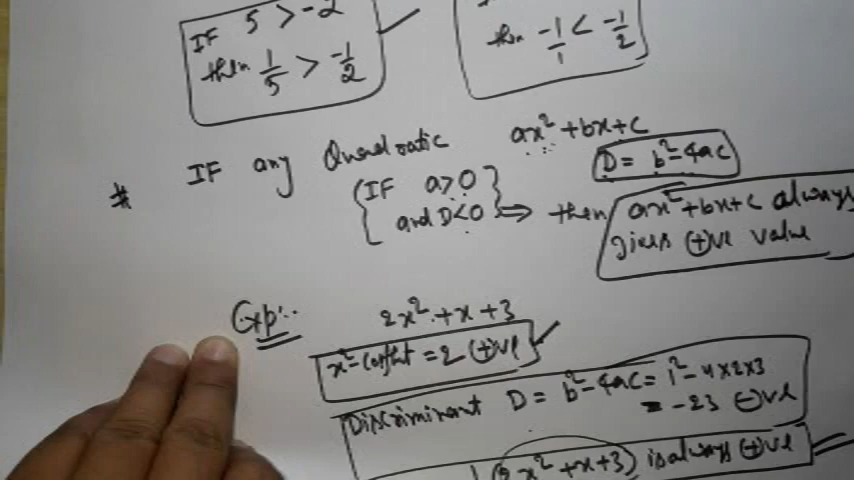 IF 5 > -2
then 1/5 > -1/2
then -1/1 < -1/2
# IF any Quadratic ax² + bx + c
D = b² - 4ac
{IF a>0
and D<0} ⇒ then ax² + bx + c always
gives (+)ve value
Exp:-
2x² + x + 3
x² - coeffnt = 2 (+)ve
Discriminant D = b² - 4ac = 1² - 4×2×3
= -23 (-)ve
(2x² + x + 3) is always (+)ve